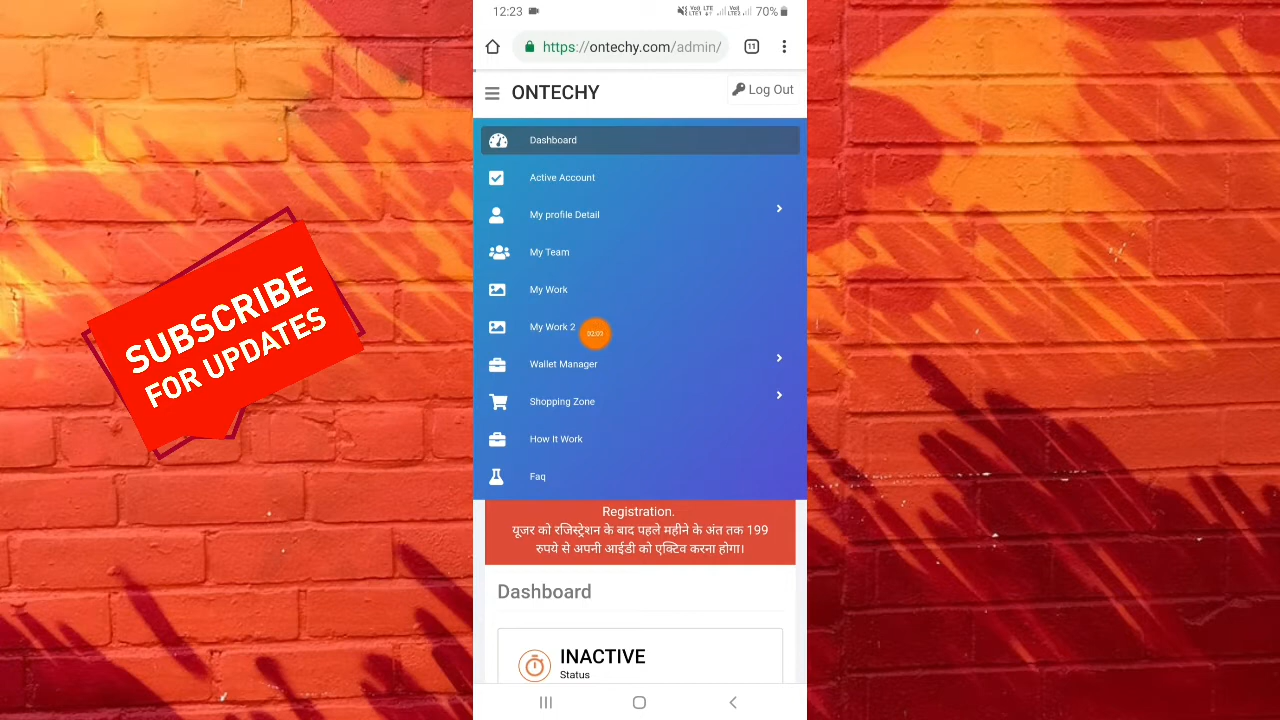 12:23
70%
https://ontechy.com/admin/
11
ONTECHY
Log Out
Dashboard
Active Account
My profile Detail
My Team
My Work
My Work 2
02:03
Wallet Manager
Shopping Zone
How It Work
Faq
Registration.
यूजर को रजिस्ट्रेशन के बाद पहले महीने के अंत तक 199
रुपये से अपनी आईडी को एक्टिव करना होगा।
Dashboard
INACTIVE
Status
SUBSCRIBE
FOR UPDATES